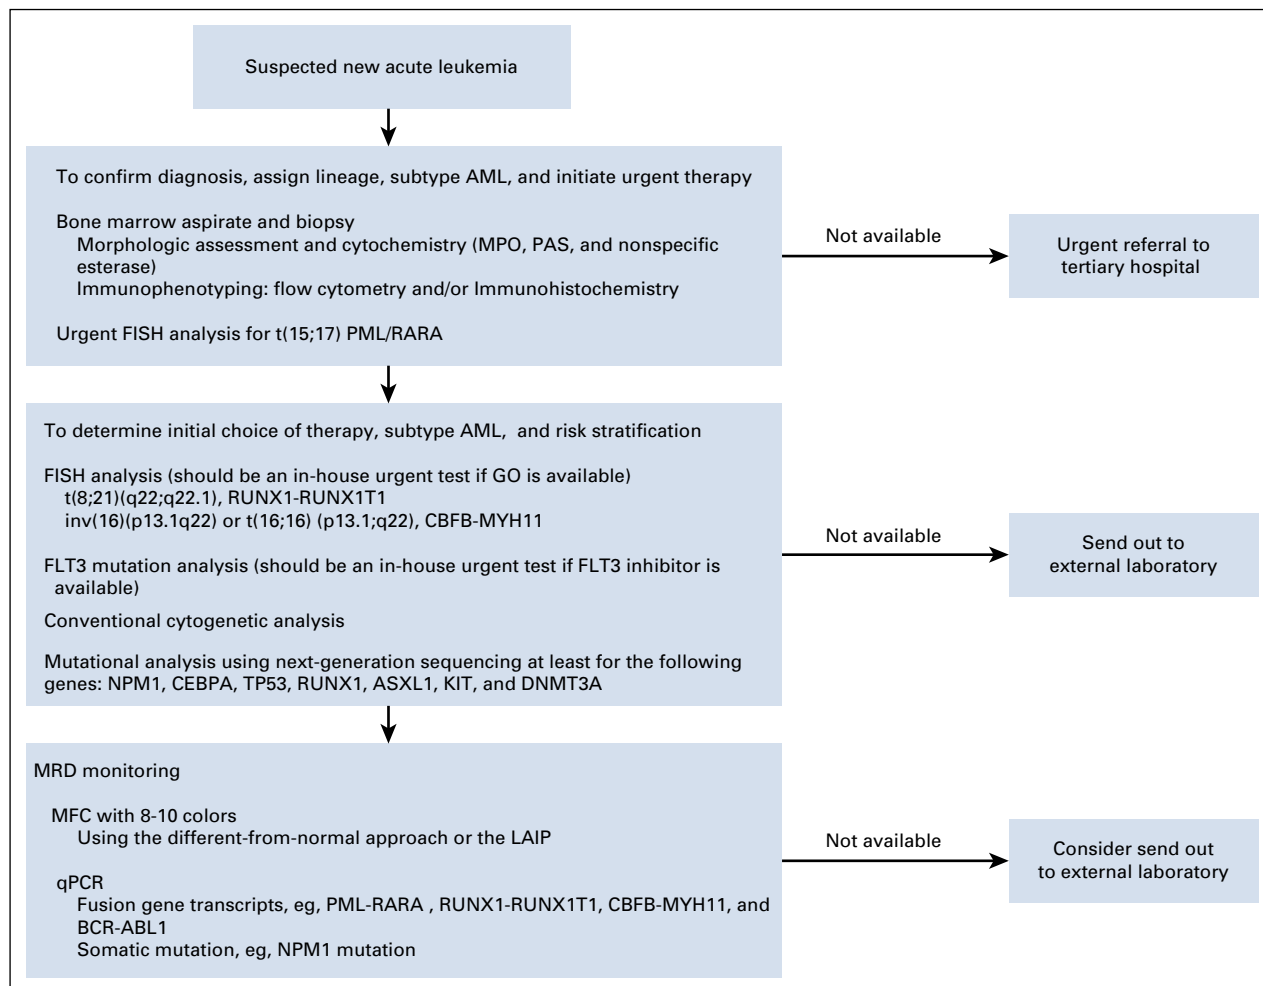 Suspected new acute leukemia
To confirm diagnosis, assign lineage, subtype AML, and initiate urgent therapy
Bone marrow aspirate and biopsy
Morphologic assessment and cytochemistry (MPO, PAS, and nonspecific
esterase)
Immunophenotyping: flow cytometry and/or Immunohistochemistry
Urgent FISH analysis for t(15;17) PML/RARA
Not available
Urgent referral to
tertiary hospital
To determine initial choice of therapy, subtype AML, and risk stratification
FISH analysis (should be an in-house urgent test if GO is available)
t(8;21)(q22;q22.1), RUNX1-RUNX1T1
inv(16)(p13.1q22) or t(16;16) (p13.1;q22), CBFB-MYH11
FLT3 mutation analysis (should be an in-house urgent test if FLT3 inhibitor is
available)
Conventional cytogenetic analysis
Mutational analysis using next-generation sequencing at least for the following
genes: NPM1, CEBPA, TP53, RUNX1, ASXL1, KIT, and DNMT3A
Not available
Send out to
external laboratory
MRD monitoring
MFC with 8-10 colors
Using the different-from-normal approach or the LAIP
qPCR
Fusion gene transcripts, eg, PML-RARA , RUNX1-RUNX1T1, CBFB-MYH11, and
BCR-ABL1
Somatic mutation, eg, NPM1 mutation
Not available
Consider send out
to external laboratory